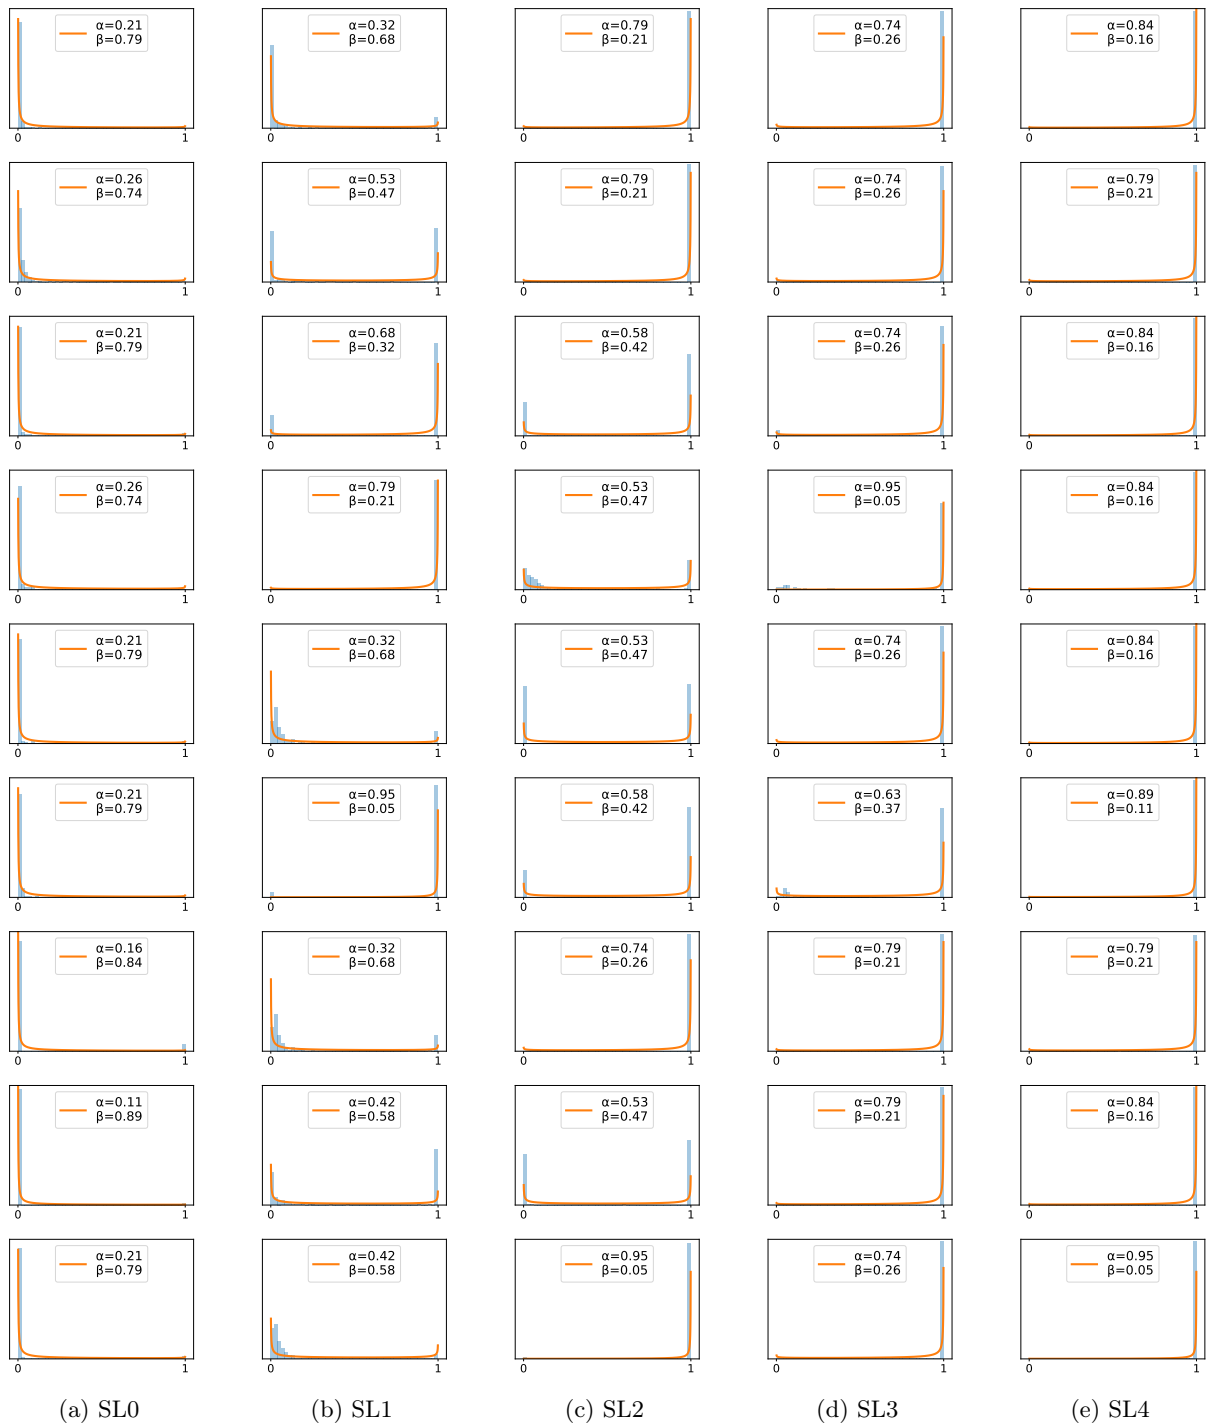 α=0.21
β=0.79
α=0.32
β=0.68
α=0.79
β=0.21
α=0.74
β=0.26
α=0.84
β=0.16
0 1 0 1 0 1 0 1 0 1
α=0.26
β=0.74
α=0.53
β=0.47
α=0.79
β=0.21
α=0.74
β=0.26
α=0.79
β=0.21
0 1 0 1 0 1 0 1 0 1
α=0.21
β=0.79
α=0.68
β=0.32
α=0.58
β=0.42
α=0.74
β=0.26
α=0.84
β=0.16
0 1 0 1 0 1 0 1 0 1
α=0.26
β=0.74
α=0.79
β=0.21
α=0.53
β=0.47
α=0.95
β=0.05
α=0.84
β=0.16
0 1 0 1 0 1 0 1 0 1
α=0.21
β=0.79
α=0.32
β=0.68
α=0.53
β=0.47
α=0.74
β=0.26
α=0.84
β=0.16
0 1 0 1 0 1 0 1 0 1
α=0.21
β=0.79
α=0.95
β=0.05
α=0.58
β=0.42
α=0.63
β=0.37
α=0.89
β=0.11
0 1 0 1 0 1 0 1 0 1
α=0.16
β=0.84
α=0.32
β=0.68
α=0.74
β=0.26
α=0.79
β=0.21
α=0.79
β=0.21
0 1 0 1 0 1 0 1 0 1
α=0.11
β=0.89
α=0.42
β=0.58
α=0.53
β=0.47
α=0.79
β=0.21
α=0.84
β=0.16
0 1 0 1 0 1 0 1 0 1
α=0.21
β=0.79
α=0.42
β=0.58
α=0.95
β=0.05
α=0.74
β=0.26
α=0.95
β=0.05
0 1 0 1 0 1 0 1 0 1
(a) SL0
(b) SL1
(c) SL2
(d) SL3
(e) SL4